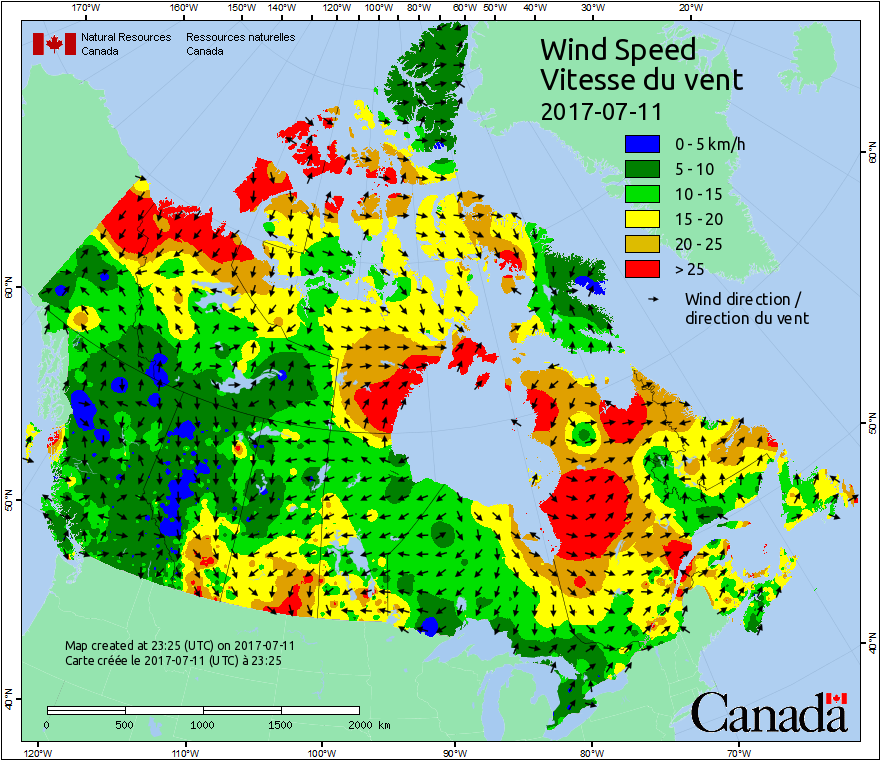 170°W 160°W 150°W 140°W 130°W 120°W 110°W 100°W 90°W 80°W 70°W 60°W 50°W 40°W 30°W 20°W
Natural Resources Ressources naturelles
Canada Canada
Wind Speed
Vitesse du vent
2017-07-11
0 - 5 km/h
5 - 10
10 - 15
15 - 20
20 - 25
> 25
Wind direction /
direction du vent
60°N
60°N
50°N
50°N
40°N
40°N
Map created at 23:25 (UTC) on 2017-07-11
Carte créée le 2017-07-11 (UTC) à 23:25
0 500 1000 1500 2000 km
Canada
120°W 110°W 100°W 90°W 80°W 70°W